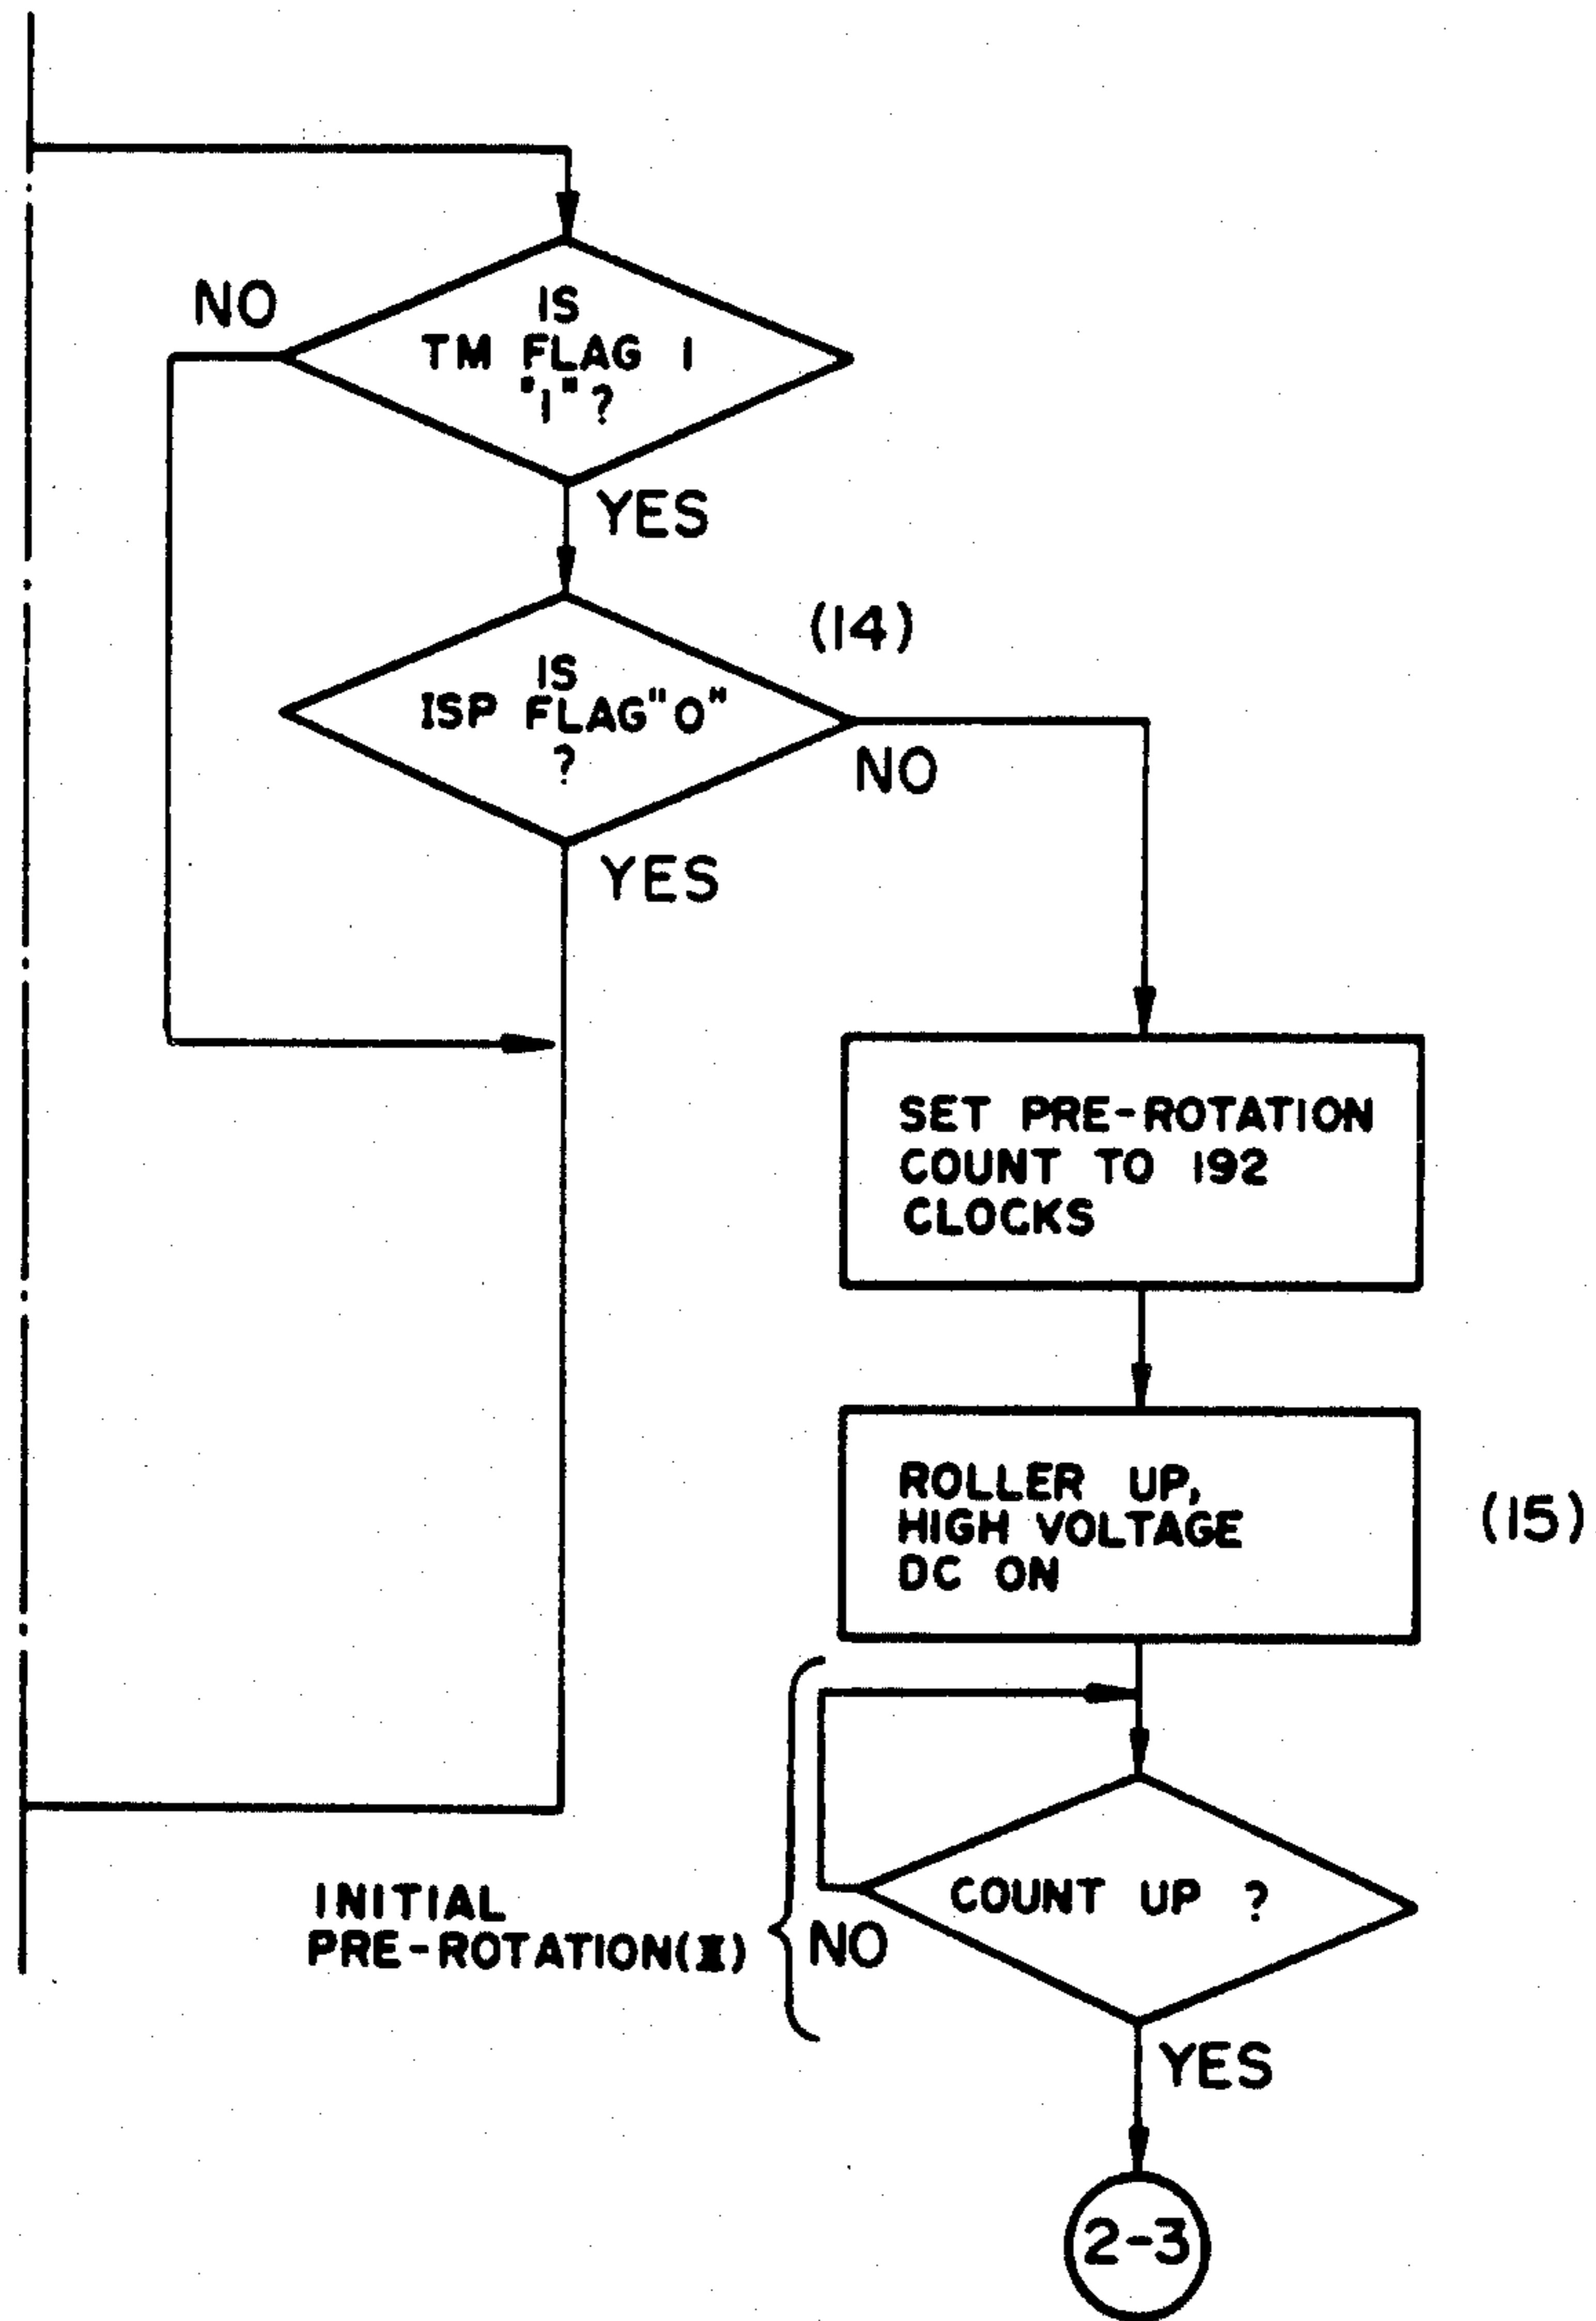 NO
IS
TM FLAG 1
"1"?
YES
(14)
IS
ISP FLAG "0"
?
NO
YES
SET PRE-ROTATION
COUNT TO 192
CLOCKS
ROLLER UP,
HIGH VOLTAGE
DC ON
(15)
COUNT UP ?
INITIAL
PRE-ROTATION
NO
YES
2-3